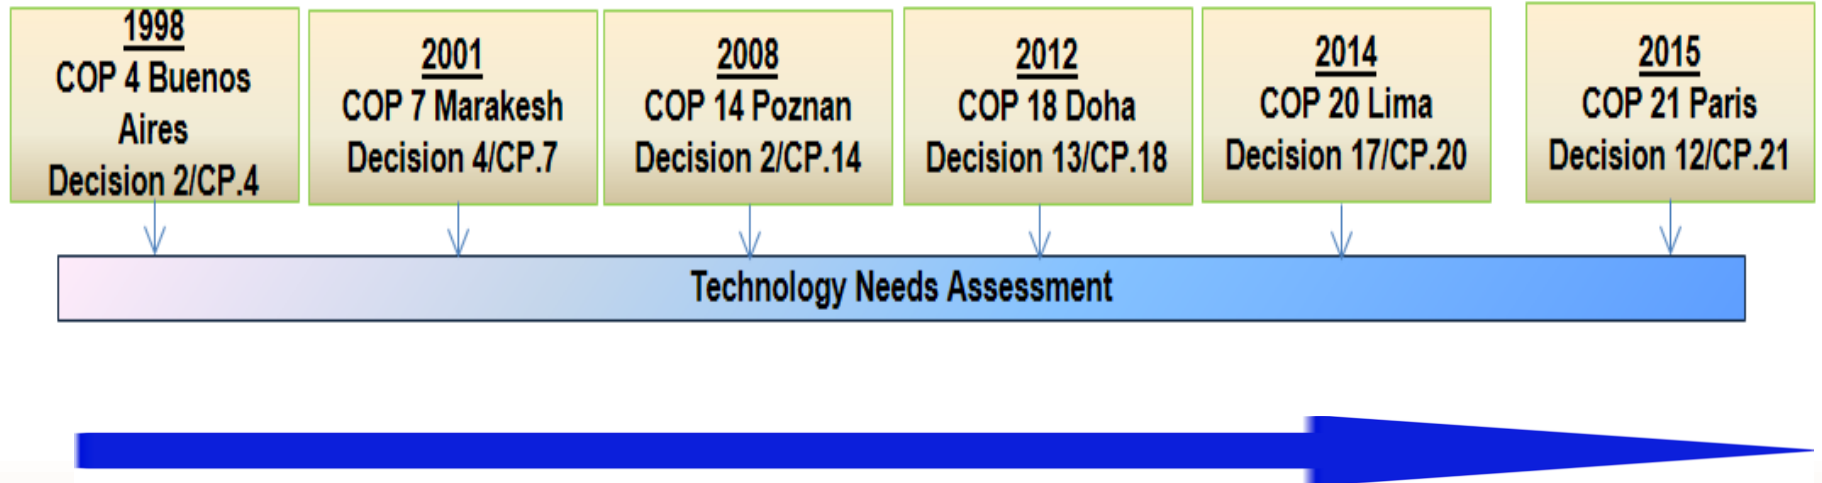 1998
COP 4 Buenos
Aires
Decision 2/CP.4
2001
COP 7 Marakesh
Decision 4/CP.7
2008
COP 14 Poznan
Decision 2/CP.14
2012
COP 18 Doha
Decision 13/CP.18
2014
COP 20 Lima
Decision 17/CP.20
2015
COP 21 Paris
Decision 12/CP.21
Technology Needs Assessment